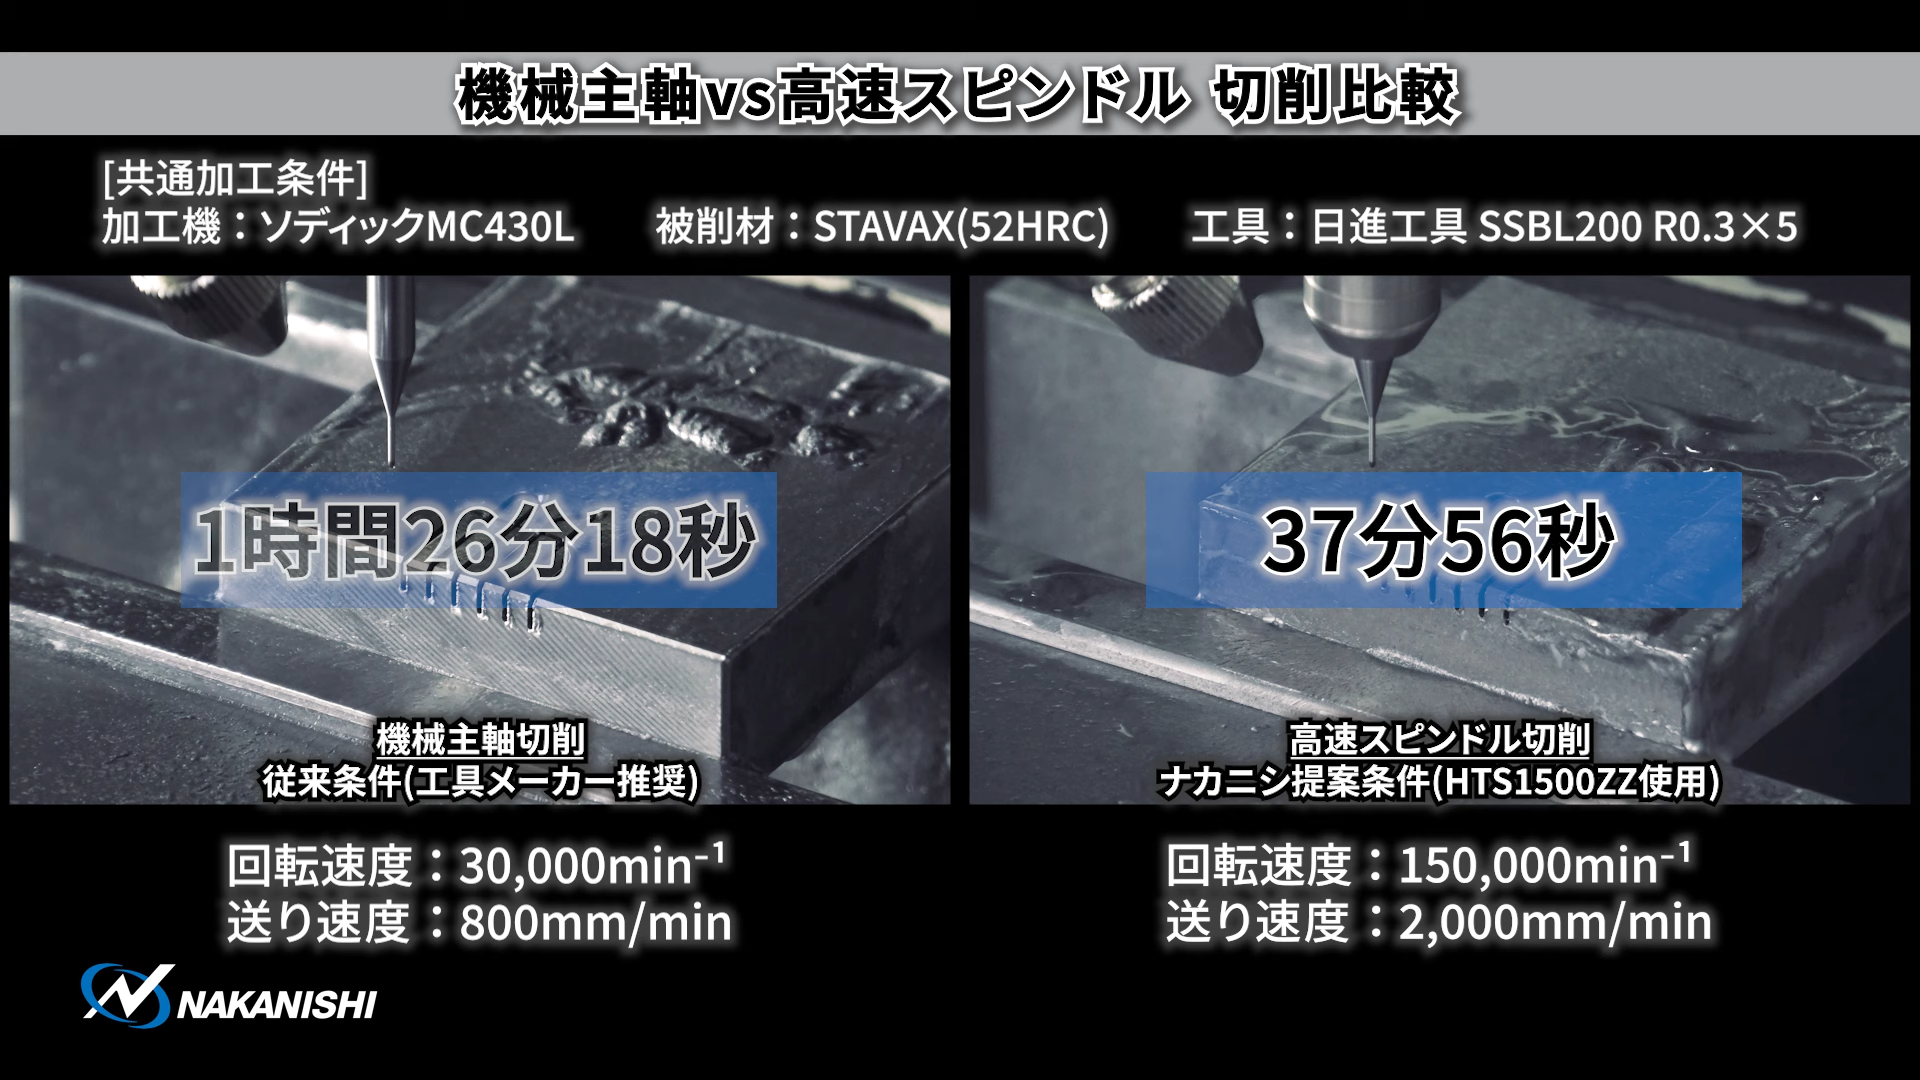 機械主軸vs高速スピンドル 切削比較
[共通加工条件]
加工機：ソディックMC430L 被削材：STAVAX(52HRC) 工具：日進工具 SSBL200 R0.3×5
1時間26分18秒
機械主軸切削
従来条件(工具メーカー推奨)
回転速度：30,000min⁻¹
送り速度：800mm/min
37分56秒
高速スピンドル切削
ナカニシ提案条件(HTS1500ZZ使用)
回転速度：150,000min⁻¹
送り速度：2,000mm/min
NAKANISHI